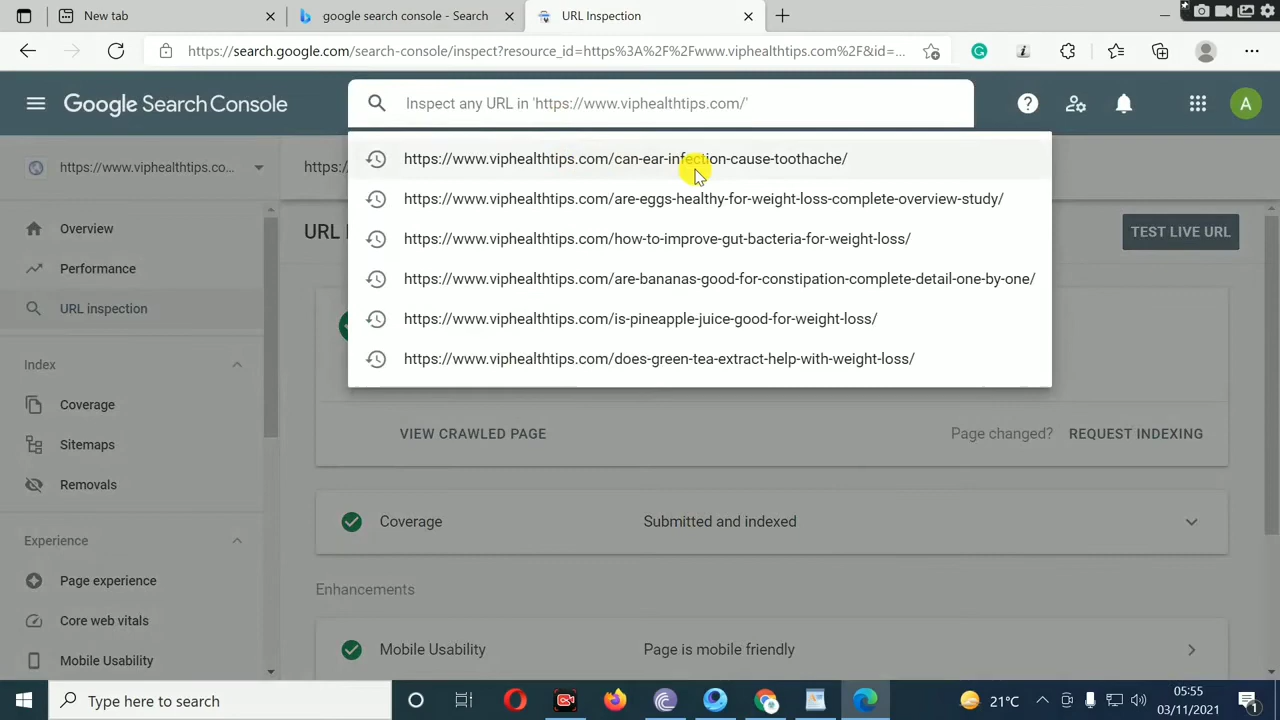 New tab
google search console - Search
URL Inspection
https://search.google.com/search-console/inspect?resource_id=https%3A%2F%2Fwww.viphealthtips.com%2F&id=...
Google Search Console
Inspect any URL in 'https://www.viphealthtips.com/'
A
https://www.viphealthtips.co...
https:/
https://www.viphealthtips.com/can-ear-infection-cause-toothache/
https://www.viphealthtips.com/are-eggs-healthy-for-weight-loss-complete-overview-study/
https://www.viphealthtips.com/how-to-improve-gut-bacteria-for-weight-loss/
https://www.viphealthtips.com/are-bananas-good-for-constipation-complete-detail-one-by-one/
https://www.viphealthtips.com/is-pineapple-juice-good-for-weight-loss/
https://www.viphealthtips.com/does-green-tea-extract-help-with-weight-loss/
Overview
Performance
URL inspection
Index
Coverage
Sitemaps
Removals
Experience
Page experience
Core web vitals
Mobile Usability
URL
TEST LIVE URL
VIEW CRAWLED PAGE
Page changed?
REQUEST INDEXING
Coverage
Submitted and indexed
Enhancements
Mobile Usability
Page is mobile friendly
Type here to search
21°C
05:55
03/11/2021
1